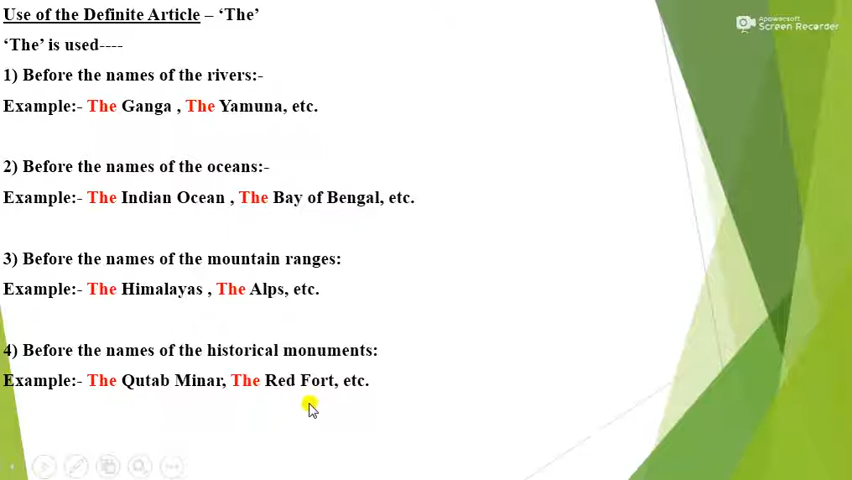 Use of the Definite Article – ‘The’
‘The’ is used----
1) Before the names of the rivers:-
Example:- The Ganga , The Yamuna, etc.
2) Before the names of the oceans:-
Example:- The Indian Ocean , The Bay of Bengal, etc.
3) Before the names of the mountain ranges:
Example:- The Himalayas , The Alps, etc.
4) Before the names of the historical monuments:
Example:- The Qutab Minar, The Red Fort, etc.
Apowersoft
Screen Recorder